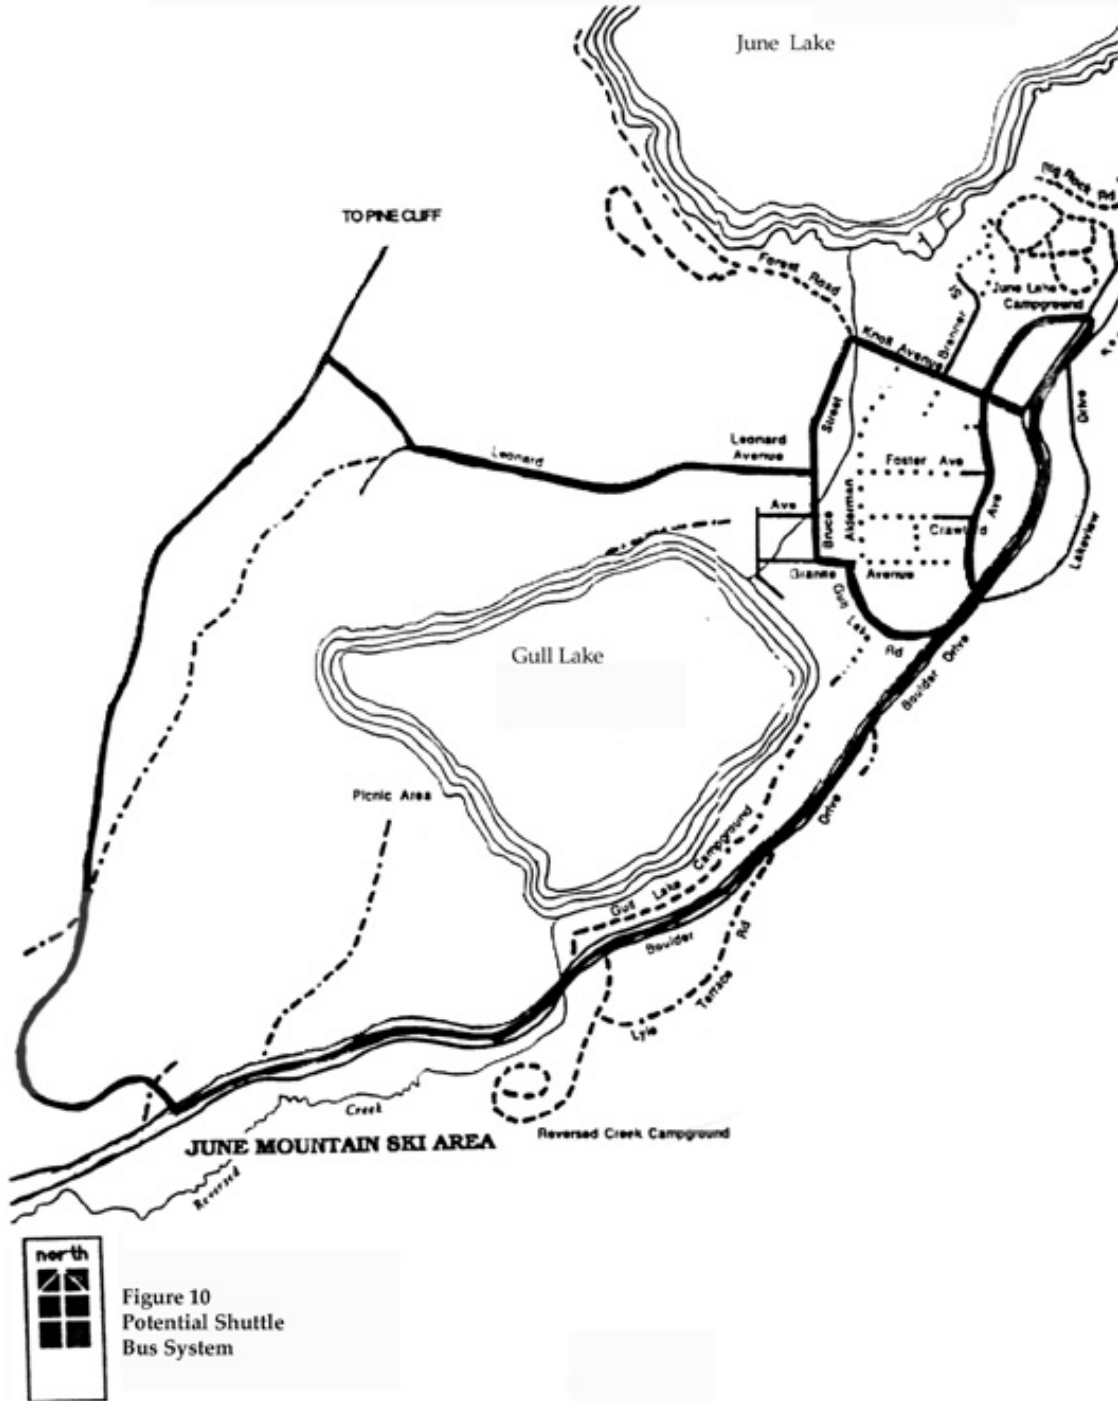 June Lake
Big Rock Rd
TO PINE CLIFF
Forest Road
June Lake
Campground
Brenner St
Knoll Avenue
Street
Drive
Leonard
Leonard
Avenue
Foster Ave
Ave
Bruce
Alderman
Crawford
Ave
Lakeview
Granite Avenue
Gull Lake Rd
Gull Lake
Boulder Drive
Picnic Area
Drive
Gull Lake Campground
Boulder
Lyle Terrace Rd
Creek
Reversed Creek Campground
JUNE MOUNTAIN SKI AREA
Reversed
north
Figure 10
Potential Shuttle
Bus System